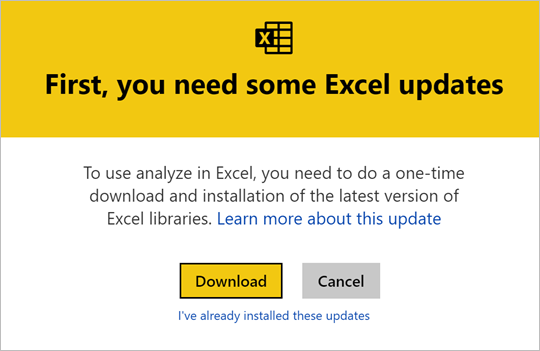 First, you need some Excel updates
To use analyze in Excel, you need to do a one-time
download and installation of the latest version of
Excel libraries. Learn more about this update
Download Cancel
I've already installed these updates